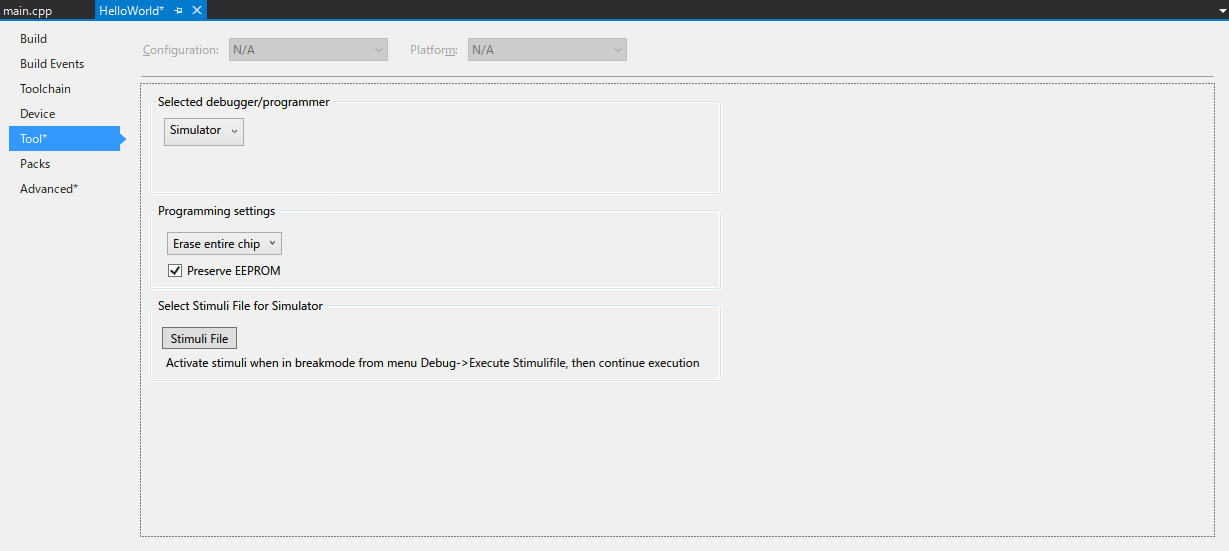 main.cpp HelloWorld*
Build
Build Events
Toolchain
Device
Tool*
Packs
Advanced*
Configuration: N/A Platform: N/A
Selected debugger/programmer
Simulator
Programming settings
Erase entire chip
Preserve EEPROM
Select Stimuli File for Simulator
Stimuli File
Activate stimuli when in breakmode from menu Debug->Execute Stimulifile, then continue execution